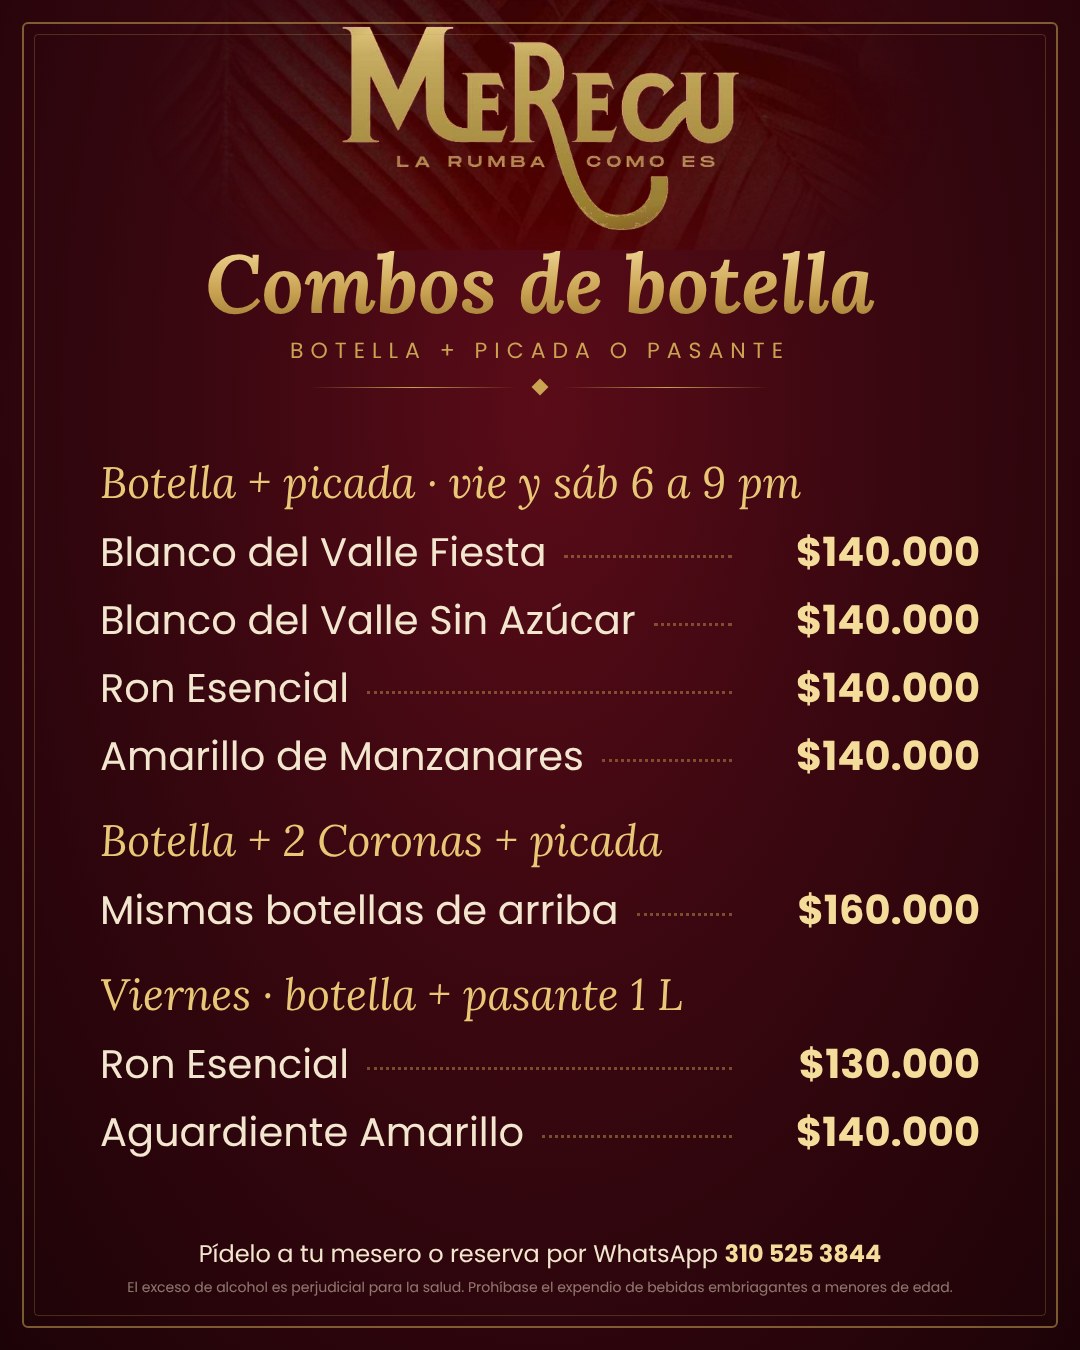 MERECU
LA RUMBA COMO ES
Combos de botella
BOTELLA + PICADA O PASANTE
Botella + picada · vie y sáb 6 a 9 pm
Blanco del Valle Fiesta $140.000
Blanco del Valle Sin Azúcar $140.000
Ron Esencial $140.000
Amarillo de Manzanares $140.000
Botella + 2 Coronas + picada
Mismas botellas de arriba $160.000
Viernes · botella + pasante 1 L
Ron Esencial $130.000
Aguardiente Amarillo $140.000
Pídelo a tu mesero o reserva por WhatsApp 310 525 3844
El exceso de alcohol es perjudicial para la salud. Prohíbase el expendio de bebidas embriagantes a menores de edad.